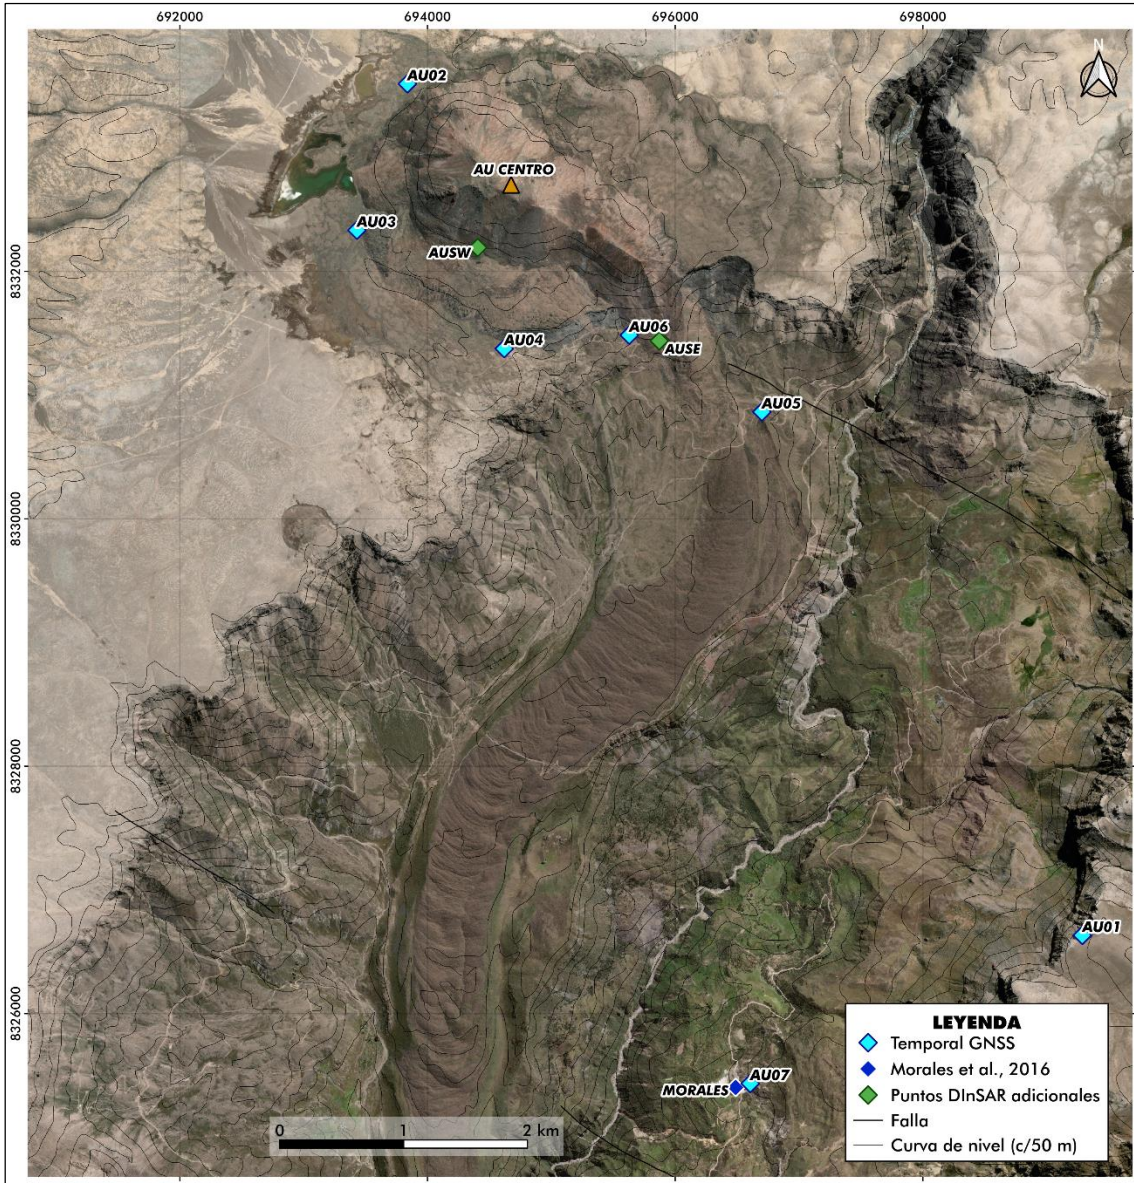 692000
694000
696000
698000
N
AU02
AU CENTRO
AU03
AUSW
8332000
AU06
AU04
AUSE
AU05
8330000
8328000
AU01
8326000
LEYENDA
Temporal GNSS
Morales et al., 2016
Puntos DInSAR adicionales
Falla
Curva de nivel (c/50 m)
AU07
MORALES
0
1
2 km